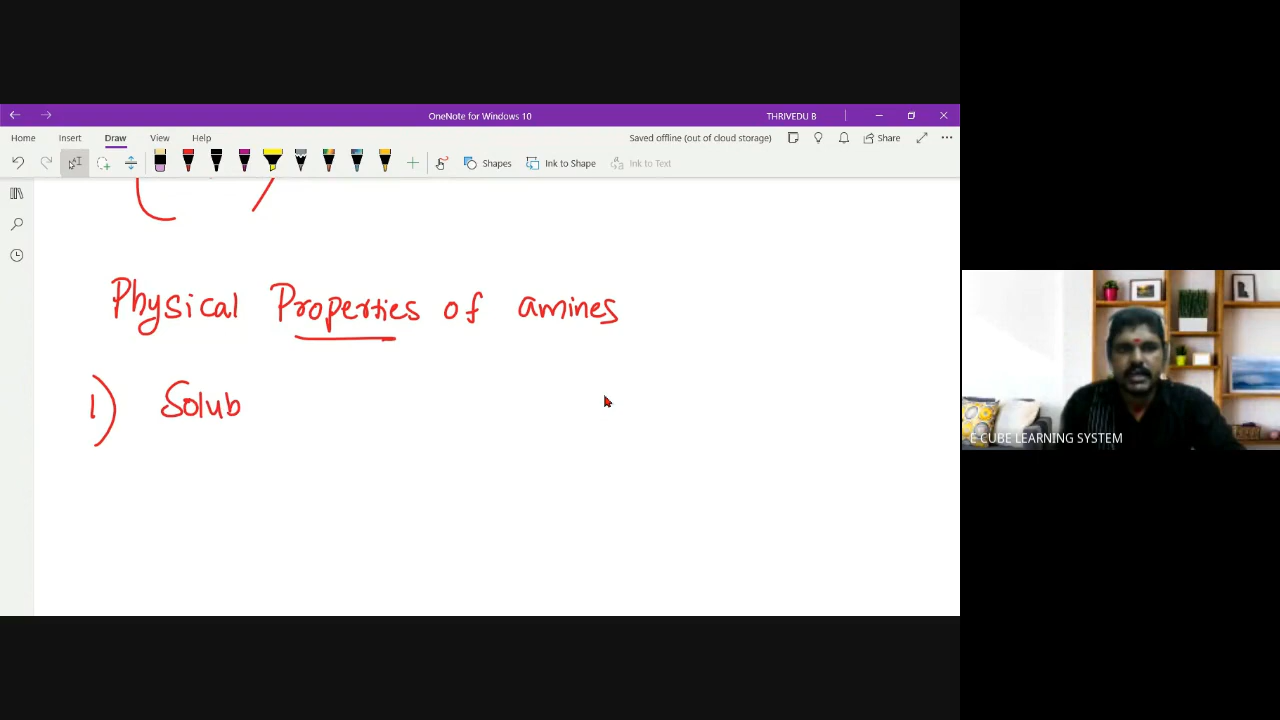 OneNote for Windows 10
THRIVEDU B
Home Insert Draw View Help
Saved offline (out of cloud storage)
Share
Shapes
Ink to Shape
Ink to Text
Physical Properties of amines
1) Solub
E CUBE LEARNING SYSTEM